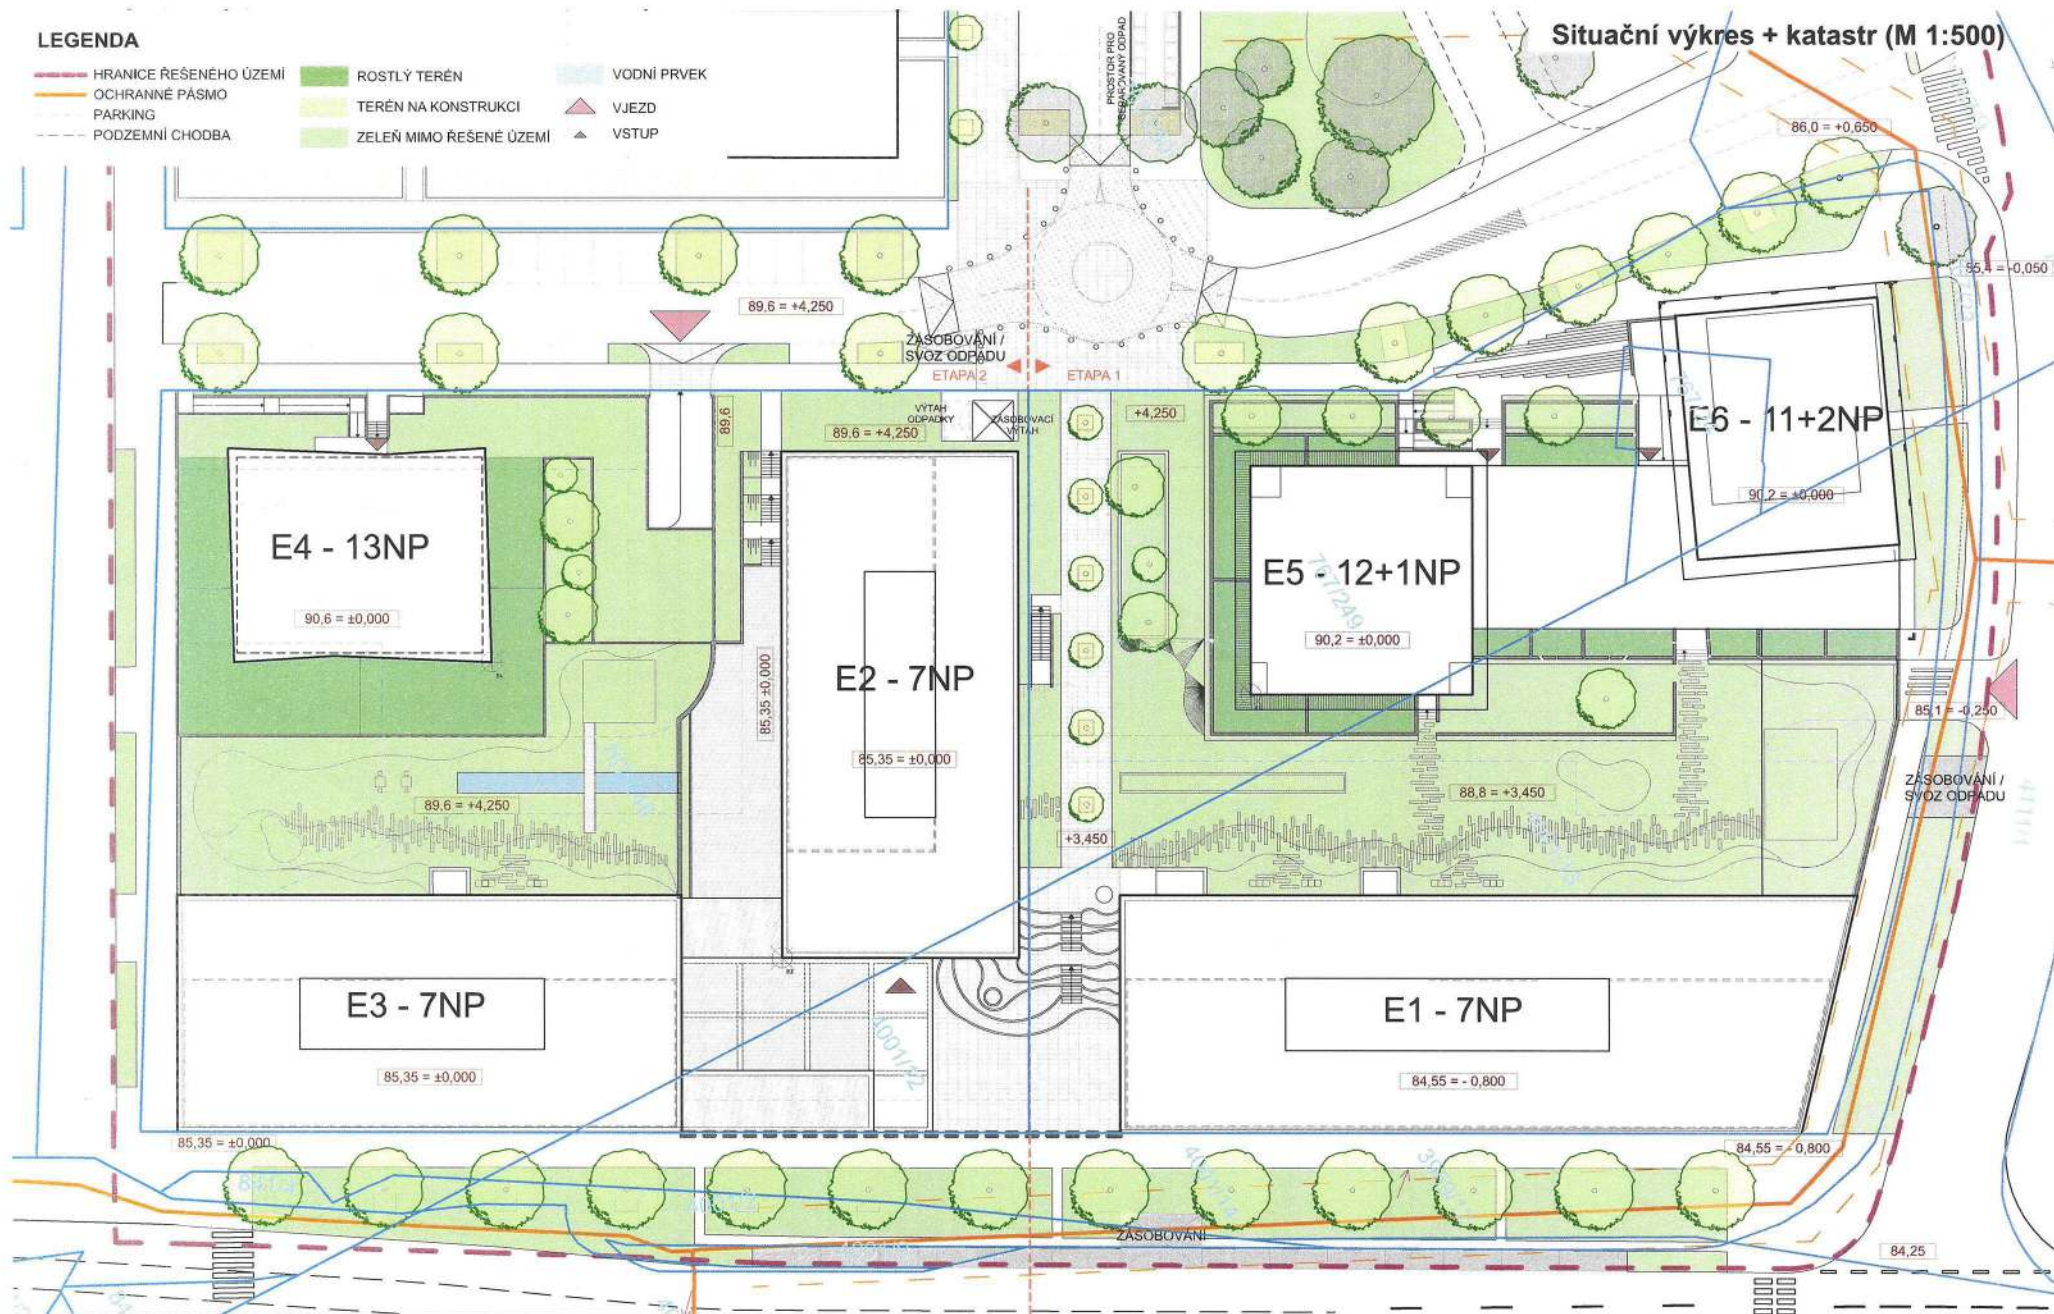 Situační výkres + katastr (M 1:500)
LEGENDA
HRANICE ŘEŠENÉHO ÚZEMÍ
OCHRANNÉ PÁSMO
PARKING
PODZEMNÍ CHODBA
ROSTLÝ TERÉN
TERÉN NA KONSTRUKCI
ZELEŇ MIMO ŘEŠENÉ ÚZEMÍ
VODNÍ PRVEK
VJEZD
VSTUP
PROSTOR PRO
SEPAROVANÝ ODPAD
86,0 = +0,650
= -0,050
89,6 = +4,250
ZÁSOBOVÁNÍ /
SVOZ ODPADU
ETAPA 2
ETAPA 1
89,6
VÝTAH
ODPADKY
ZÁSOBOVACÍ
VÝTAH
89.6 = +4,250
+4,250
E6 - 11+2NP
90,2 = ±0,000
E4 - 13NP
90,6 = ±0,000
E5 - 12+1NP
767/249
90,2 = ±0,000
E2 - 7NP
85,35 ±0,000
85,35 = ±0,000
85,1 = -0,250
ZÁSOBOVÁNÍ /
SVOZ ODPADU
89,6 = +4,250
88,8 = +3,450
+3,450
E3 - 7NP
85,35 = ±0,000
E1 - 7NP
84,55 = - 0,800
85,35 = ±0,000
84,55 = - 0,800
ZÁSOBOVÁNÍ
84,25